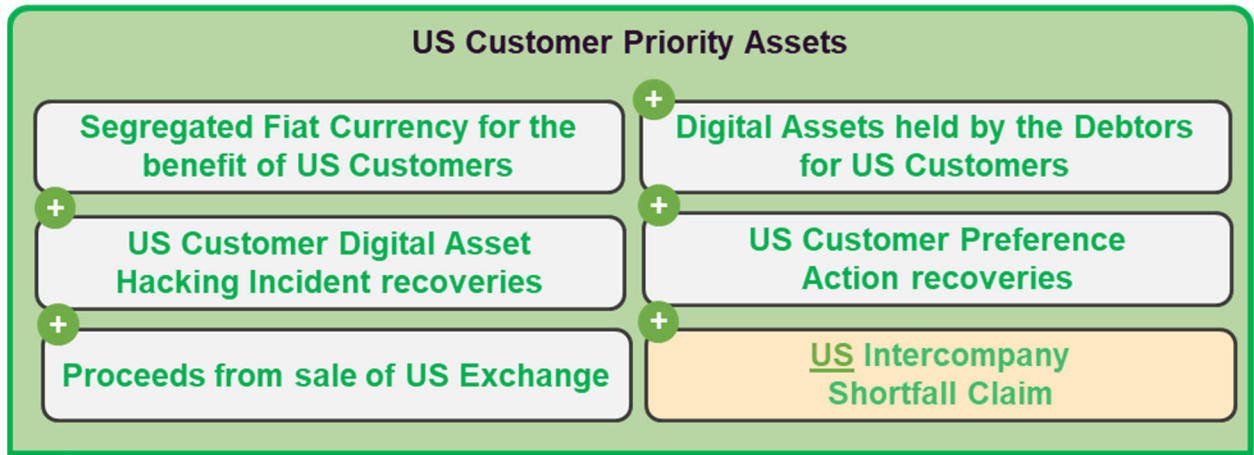 US Customer Priority Assets
Segregated Fiat Currency for the
benefit of US Customers
+
Digital Assets held by the Debtors
for US Customers
+
US Customer Digital Asset
Hacking Incident recoveries
+
US Customer Preference
Action recoveries
+
Proceeds from sale of US Exchange
+
US Intercompany
Shortfall Claim